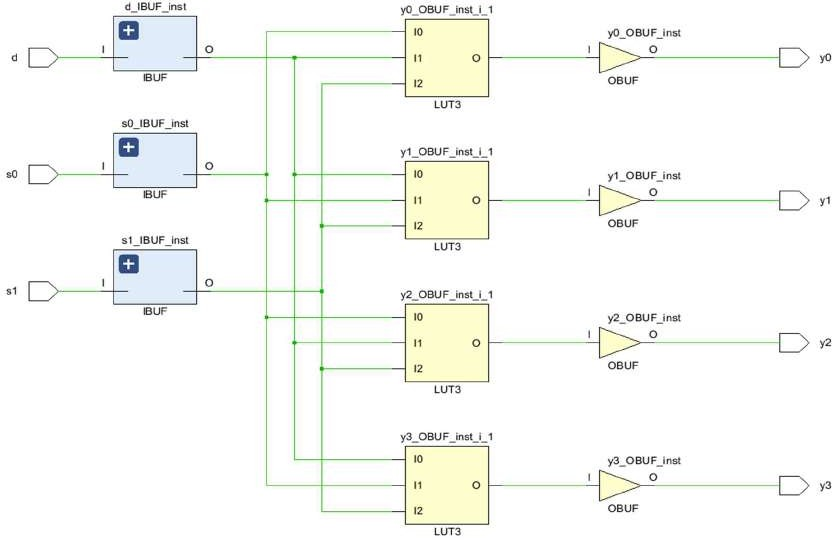 d_IBUF_inst
d
I
O
IBUF
s0_IBUF_inst
s0
I
O
IBUF
s1_IBUF_inst
s1
I
O
IBUF
y0_OBUF_inst_i_1
I0
I1
I2
O
LUT3
y0_OBUF_inst
I
O
OBUF
y0
y1_OBUF_inst_i_1
I0
I1
I2
O
LUT3
y1_OBUF_inst
I
O
OBUF
y1
y2_OBUF_inst_i_1
I0
I1
I2
O
LUT3
y2_OBUF_inst
I
O
OBUF
y2
y3_OBUF_inst_i_1
I0
I1
I2
O
LUT3
y3_OBUF_inst
I
O
OBUF
y3